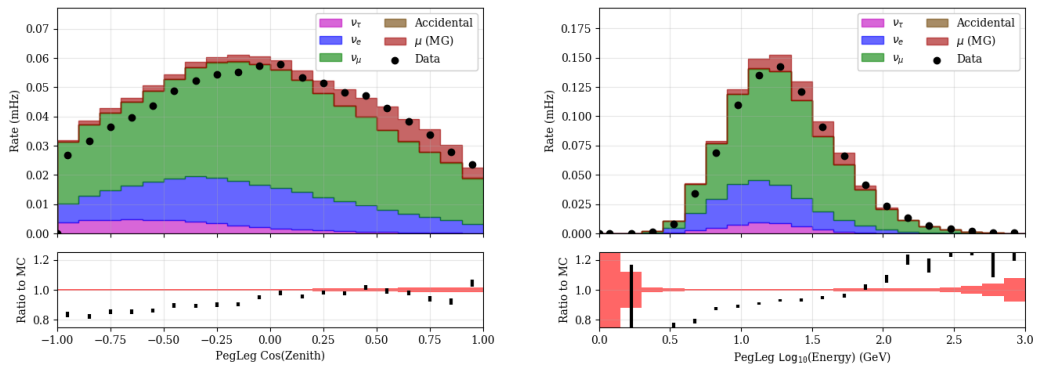 0.07
0.06
0.05
0.04
0.03
0.02
0.01
0.00
Rate (mHz)
ντ Accidental
νe μ (MG)
νμ Data
1.2
1.0
0.8
Ratio to MC
−1.00 −0.75 −0.50 −0.25 0.00 0.25 0.50 0.75 1.00
PegLeg Cos(Zenith)
0.175
0.150
0.125
0.100
0.075
0.050
0.025
0.000
Rate (mHz)
ντ Accidental
νe μ (MG)
νμ Data
1.2
1.0
0.8
Ratio to MC
0.0 0.5 1.0 1.5 2.0 2.5 3.0
PegLeg Log10(Energy) (GeV)